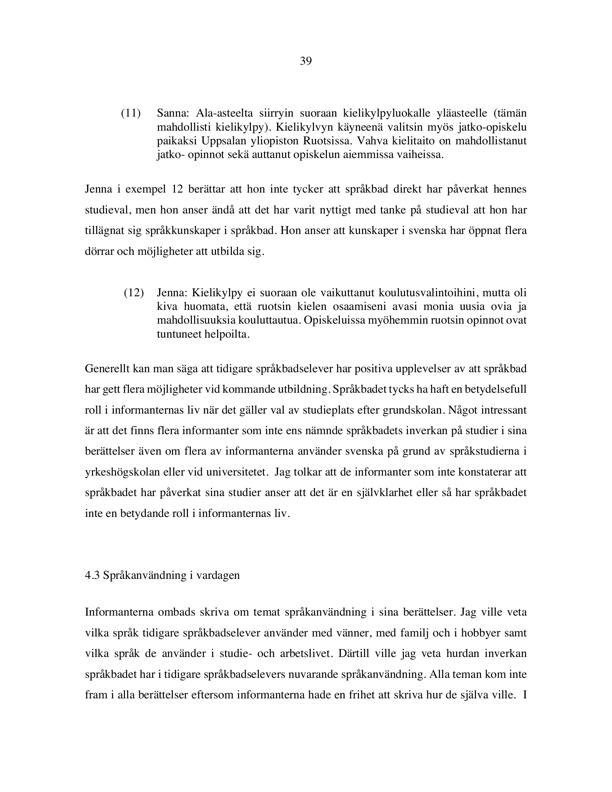 39
(11) Sanna: Ala-asteelta siirryin suoraan kielikylpyluokalle yläasteelle (tämän
mahdollisti kielikylpy). Kielikylvyn käyneenä valitsin myös jatko-opiskelu
paikaksi Uppsalan yliopiston Ruotsissa. Vahva kielitaito on mahdollistanut
jatko- opinnot sekä auttanut opiskelun aiemmissa vaiheissa.
Jenna i exempel 12 berättar att hon inte tycker att språkbad direkt har påverkat hennes
studieval, men hon anser ändå att det har varit nyttigt med tanke på studieval att hon har
tillägnat sig språkkunskaper i språkbad. Hon anser att kunskaper i svenska har öppnat flera
dörrar och möjligheter att utbilda sig.
(12) Jenna: Kielikylpy ei suoraan ole vaikuttanut koulutusvalintoihini, mutta oli
kiva huomata, että ruotsin kielen osaamiseni avasi monia uusia ovia ja
mahdollisuuksia kouluttautua. Opiskeluissa myöhemmin ruotsin opinnot ovat
tuntuneet helpoilta.
Generellt kan man säga att tidigare språkbadselever har positiva upplevelser av att språkbad
har gett flera möjligheter vid kommande utbildning. Språkbadet tycks ha haft en betydelsefull
roll i informanternas liv när det gäller val av studieplats efter grundskolan. Något intressant
är att det finns flera informanter som inte ens nämnde språkbadets inverkan på studier i sina
berättelser även om flera av informanterna använder svenska på grund av språkstudierna i
yrkeshögskolan eller vid universitetet. Jag tolkar att de informanter som inte konstaterar att
språkbadet har påverkat sina studier anser att det är en självklarhet eller så har språkbadet
inte en betydande roll i informanternas liv.
4.3 Språkanvändning i vardagen
Informanterna ombads skriva om temat språkanvändning i sina berättelser. Jag ville veta
vilka språk tidigare språkbadselever använder med vänner, med familj och i hobbyer samt
vilka språk de använder i studie- och arbetslivet. Därtill ville jag veta hurdan inverkan
språkbadet har i tidigare språkbadselevers nuvarande språkanvändning. Alla teman kom inte
fram i alla berättelser eftersom informanterna hade en frihet att skriva hur de själva ville. I